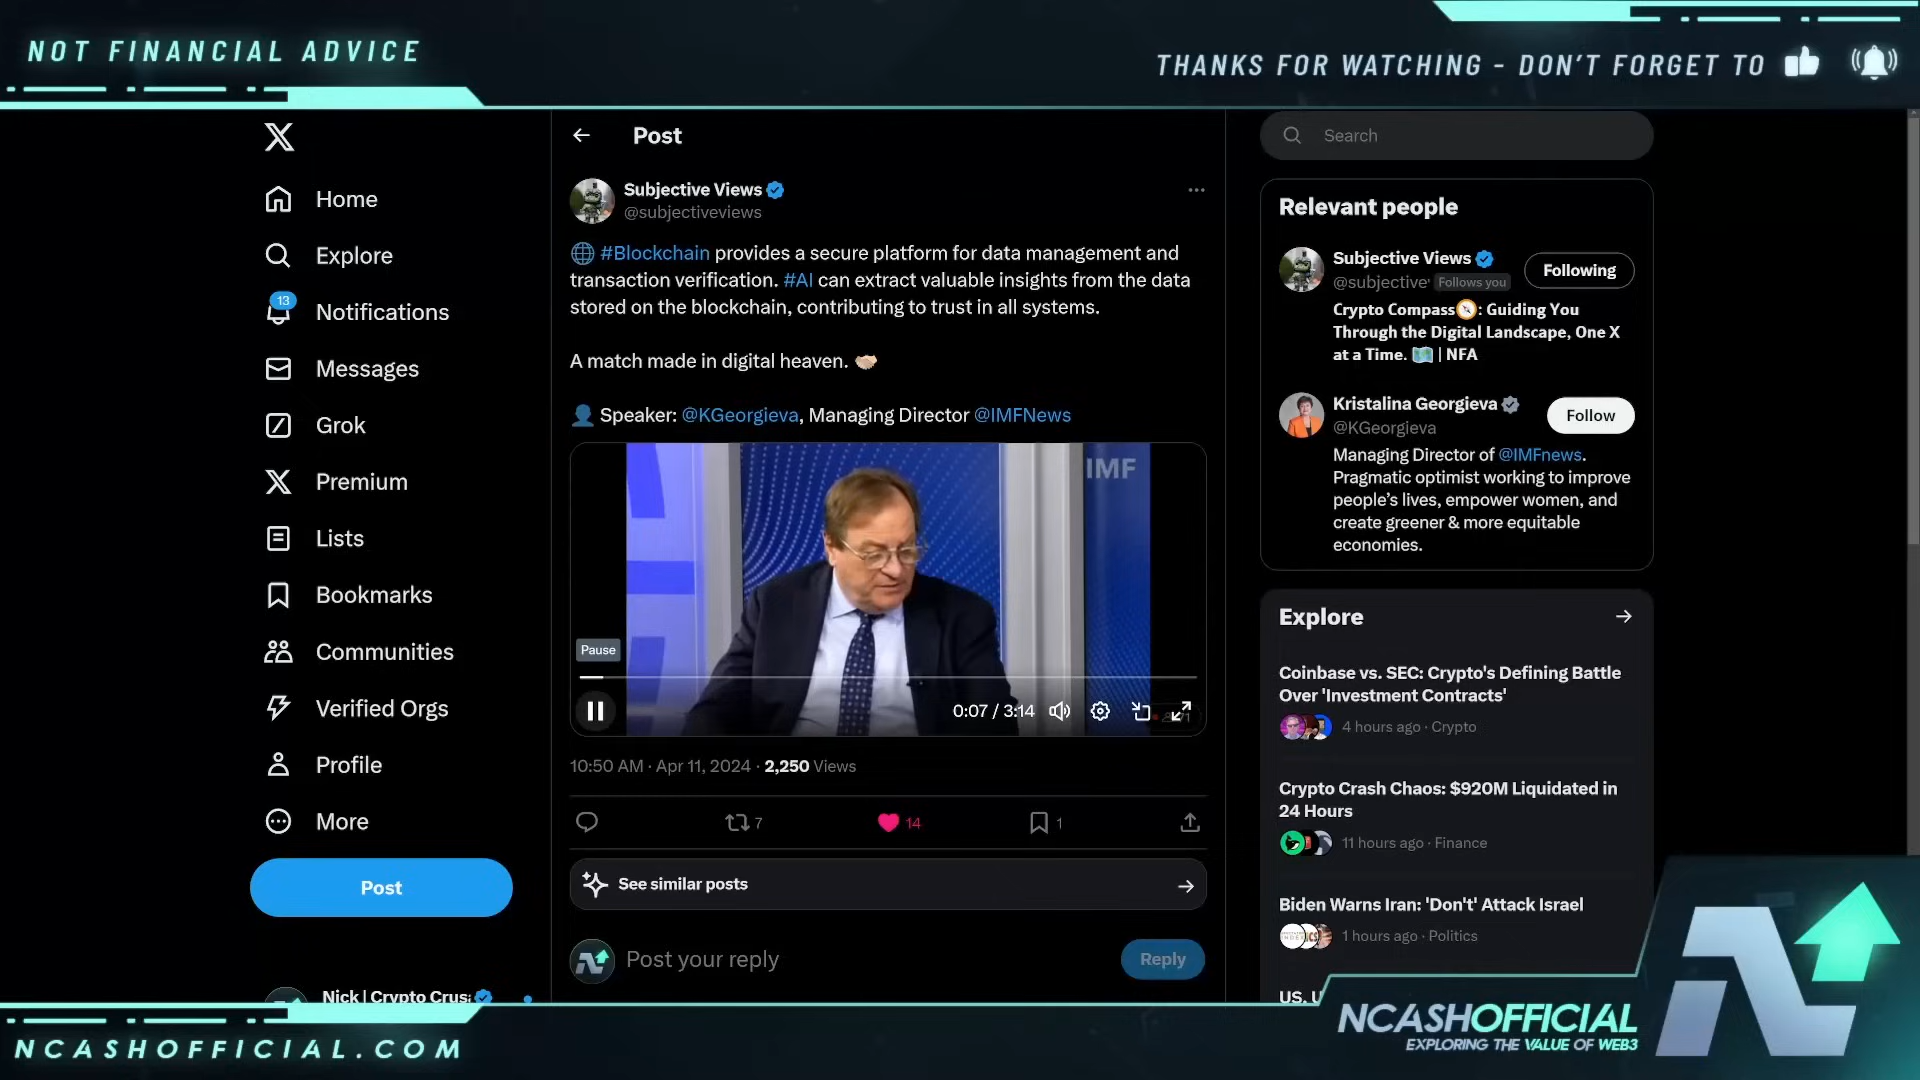 NOT FINANCIAL ADVICE
THANKS FOR WATCHING - DON'T FORGET TO
Home
Explore
13
Notifications
Messages
Grok
Premium
Lists
Bookmarks
Communities
Verified Orgs
Profile
More
Post
Nick | Crypto Crus
Post
Subjective Views
@subjectiveviews
#Blockchain provides a secure platform for data management and
transaction verification. #AI can extract valuable insights from the data
stored on the blockchain, contributing to trust in all systems.
A match made in digital heaven.
Speaker: @KGeorgieva, Managing Director @IMFNews
IMF
Pause
0:07 / 3:14
10:50 AM · Apr 11, 2024 · 2,250 Views
7
14
1
See similar posts
Post your reply
Reply
Search
Relevant people
Subjective Views
Following
@subjective Follows you
Crypto Compass: Guiding You
Through the Digital Landscape, One X
at a Time. | NFA
Kristalina Georgieva
Follow
@KGeorgieva
Managing Director of @IMFnews.
Pragmatic optimist working to improve
people's lives, empower women, and
create greener & more equitable
economies.
Explore
Coinbase vs. SEC: Crypto's Defining Battle
Over 'Investment Contracts'
4 hours ago · Crypto
Crypto Crash Chaos: $920M Liquidated in
24 Hours
11 hours ago · Finance
Biden Warns Iran: 'Don't' Attack Israel
1 hours ago · Politics
US, U
NCASHOFFICIAL.COM
NCASHOFFICIAL
EXPLORING THE VALUE OF WEB3